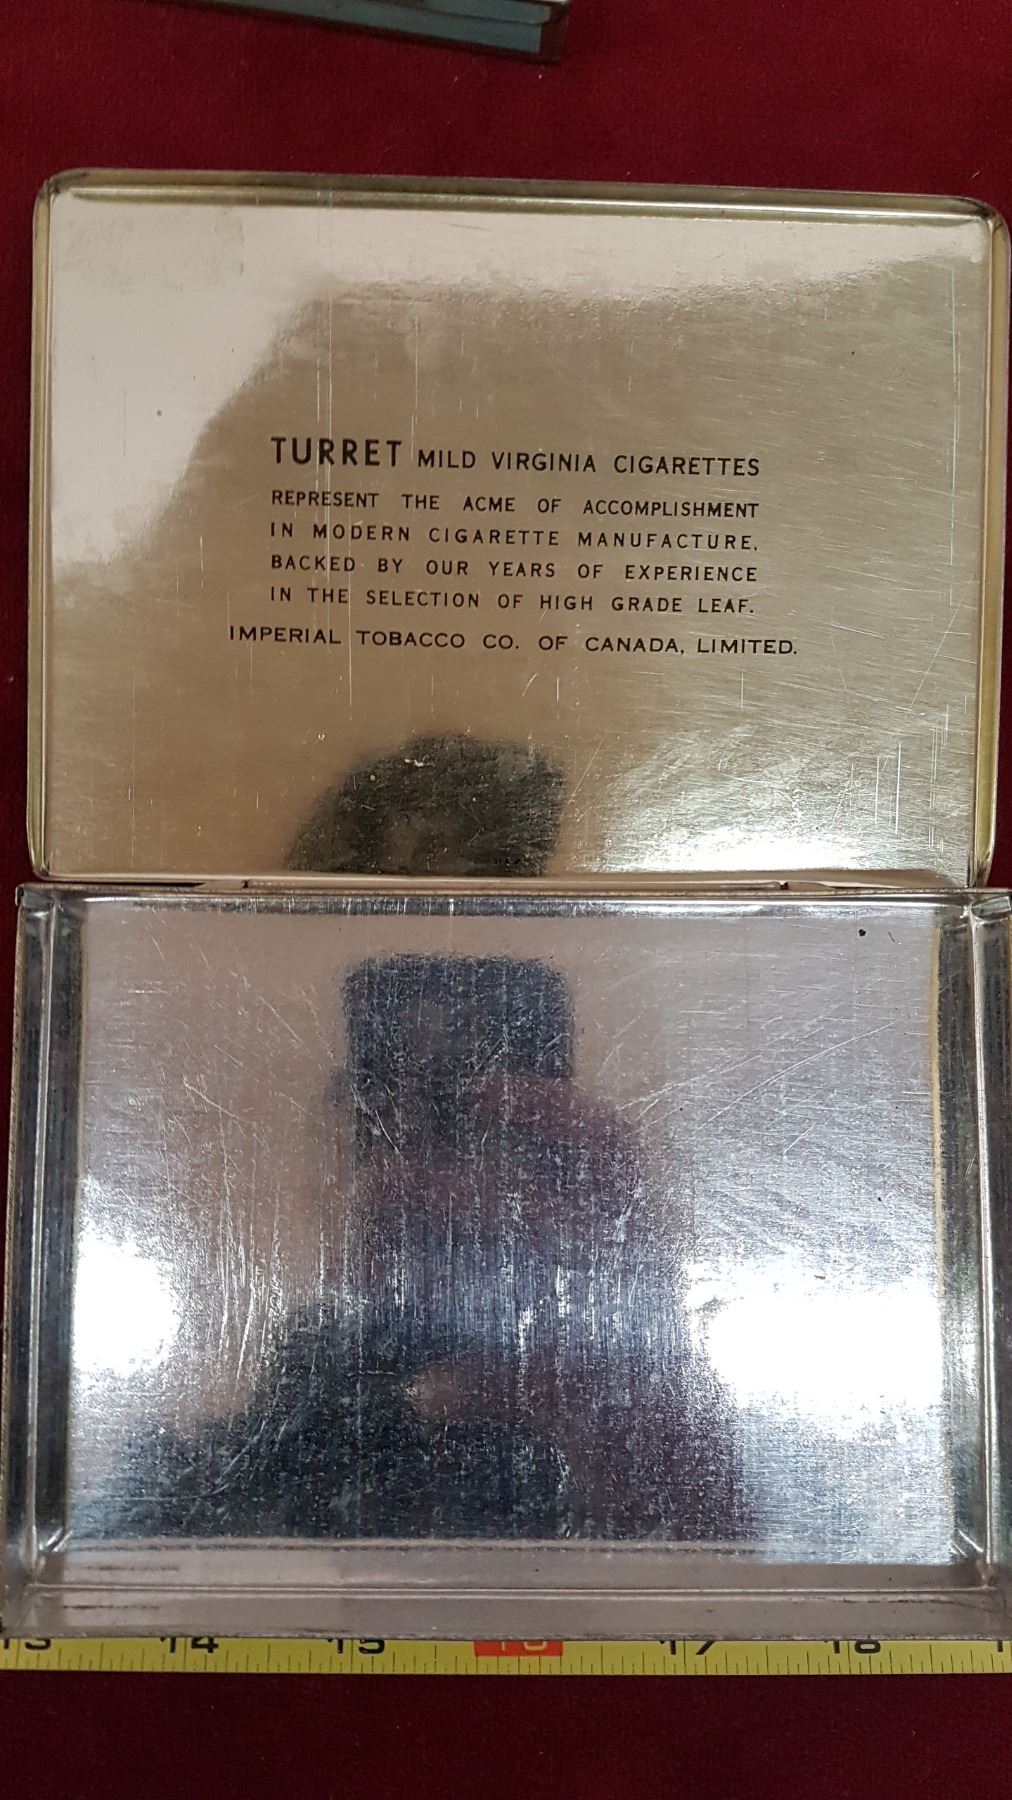 TURRET MILD VIRGINIA CIGARETTES
REPRESENT THE ACME OF ACCOMPLISHMENT
IN MODERN CIGARETTE MANUFACTURE,
BACKED BY OUR YEARS OF EXPERIENCE
IN THE SELECTION OF HIGH GRADE LEAF.
IMPERIAL TOBACCO CO. OF CANADA, LIMITED.
13 14 15 16 17 18